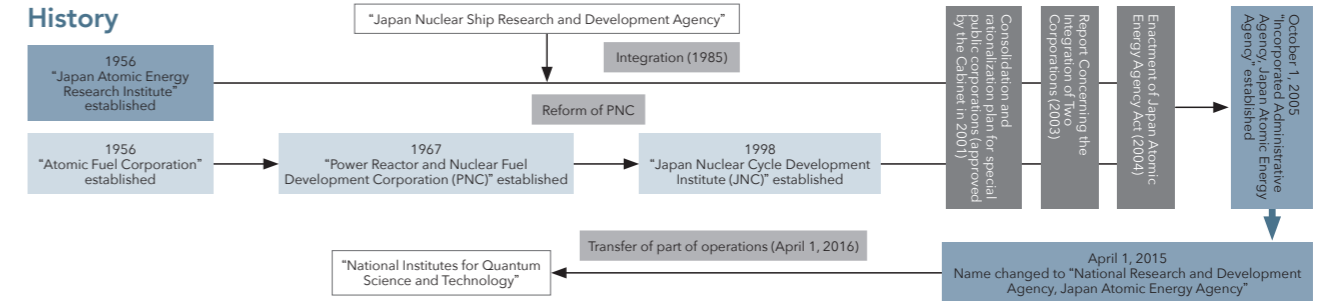 History
"Japan Nuclear Ship Research and Development Agency"
Integration (1985)
1956
"Japan Atomic Energy
Research Institute"
established
Reform of PNC
1956
"Atomic Fuel Corporation"
established
1967
"Power Reactor and Nuclear Fuel
Development Corporation (PNC)" established
1998
"Japan Nuclear Cycle Development
Institute (JNC)" established
Consolidation and
rationalization plan for special
public corporations (approved
by the Cabinet in 2001)
Report Concerning the
Integration of Two
Corporations (2003)
Enactment of Japan Atomic
Energy Agency Act (2004)
October 1, 2005
"Incorporated Administrative
Agency, Japan Atomic Energy
Agency" established
Transfer of part of operations (April 1, 2016)
"National Institutes for Quantum
Science and Technology"
April 1, 2015
Name changed to "National Research and Development
Agency, Japan Atomic Energy Agency"